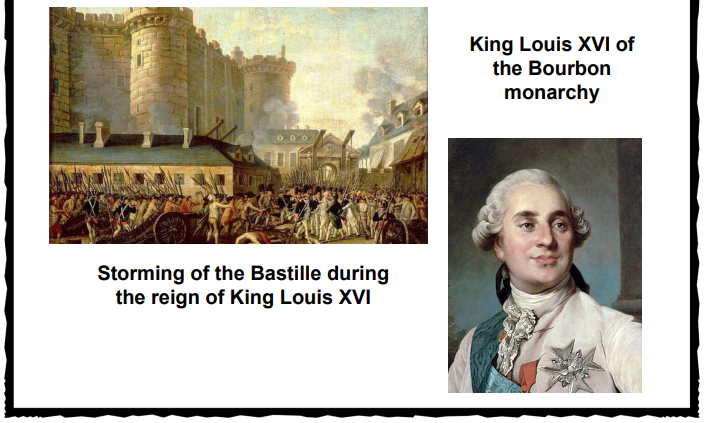 King Louis XVI of
the Bourbon
monarchy
Storming of the Bastille during
the reign of King Louis XVI